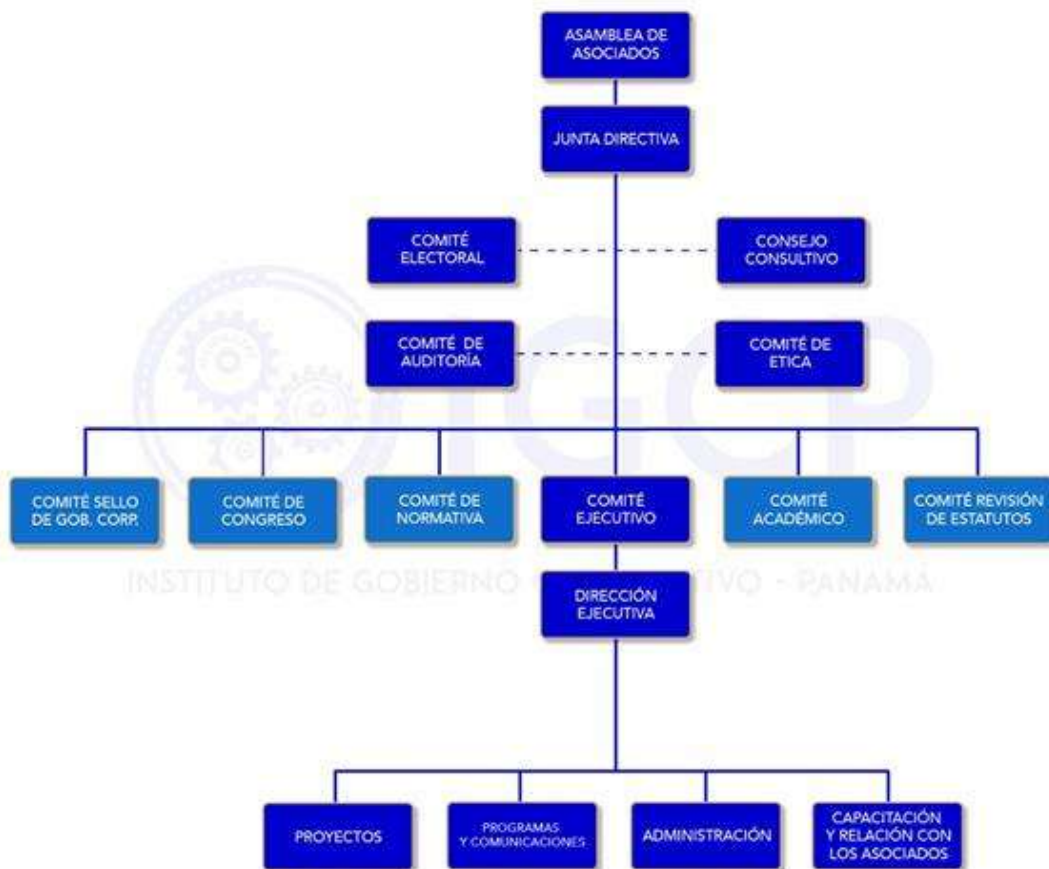 ASAMBLEA DE
ASOCIADOS
JUNTA DIRECTIVA
COMITÉ
ELECTORAL
CONSEJO
CONSULTIVO
COMITÉ DE
AUDITORÍA
COMITÉ DE
ETICA
IGCP
COMITÉ SELLO
DE GOB. CORP.
COMITÉ DE
CONGRESO
COMITÉ DE
NORMATIVA
COMITÉ
EJECUTIVO
COMITÉ
ACADÉMICO
COMITÉ REVISIÓN
DE ESTATUTOS
INSTITUTO DE GOBIERNO TIVO - PANAMÁ
DIRECCIÓN
EJECUTIVA
PROYECTOS
PROGRAMAS
Y COMUNICACIONES
ADMINISTRACIÓN
CAPACITACIÓN
Y RELACIÓN CON
LOS ASOCIADOS